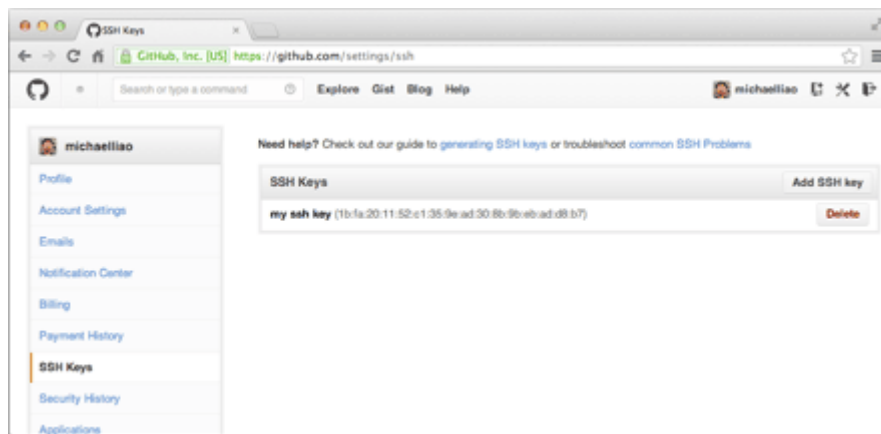 SSH Keys
GitHub, Inc. [US] https://github.com/settings/ssh
Search or type a command Explore Gist Blog Help michaelliao
michaelliao
Need help? Check out our guide to generating SSH keys or troubleshoot common SSH Problems
Profile
SSH Keys Add SSH key
Account Settings
my ssh key (1b:fa:20:11:52:c1:35:9e:ad:30:8b:9b:eb:ad:d8:b7) Delete
Emails
Notification Center
Billing
Payment History
SSH Keys
Security History
Applications